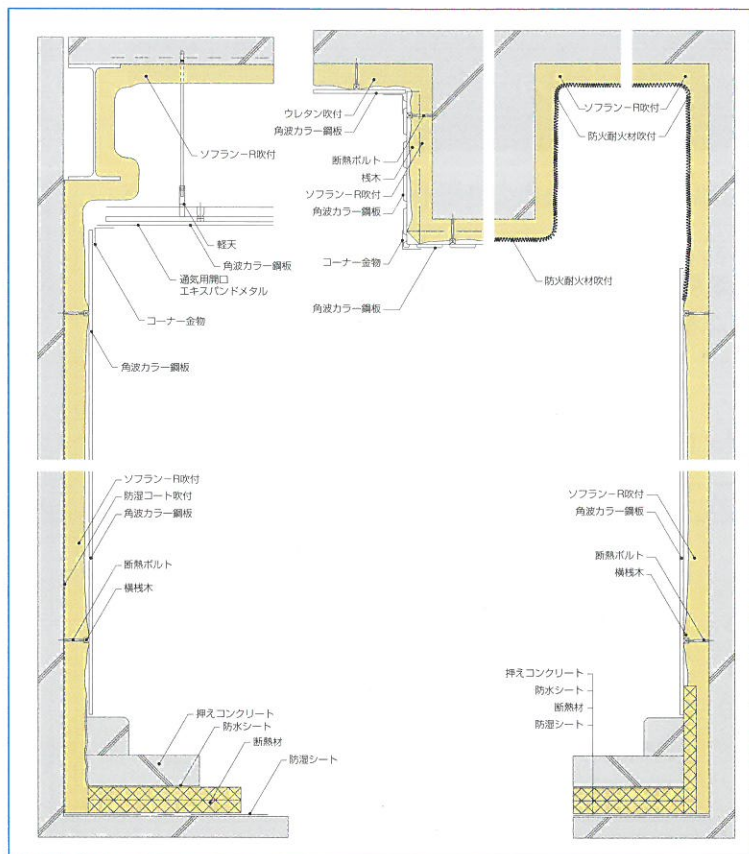 ソフラン−R吹付
軽天
角波カラー鋼板
通気用開口
エキスパンドメタル
コーナー金物
角波カラー鋼板
ウレタン吹付
角波カラー鋼板
断熱ボルト
桟木
ソフラン−R吹付
角波カラー鋼板
コーナー金物
角波カラー鋼板
ソフラン−R吹付
防火耐火材吹付
防火耐火材吹付
ソフラン−R吹付
防湿コート吹付
角波カラー鋼板
断熱ボルト
横桟木
ソフラン−R吹付
角波カラー鋼板
断熱ボルト
横桟木
押えコンクリート
防水シート
断熱材
防湿シート
押えコンクリート
防水シート
断熱材
防湿シート